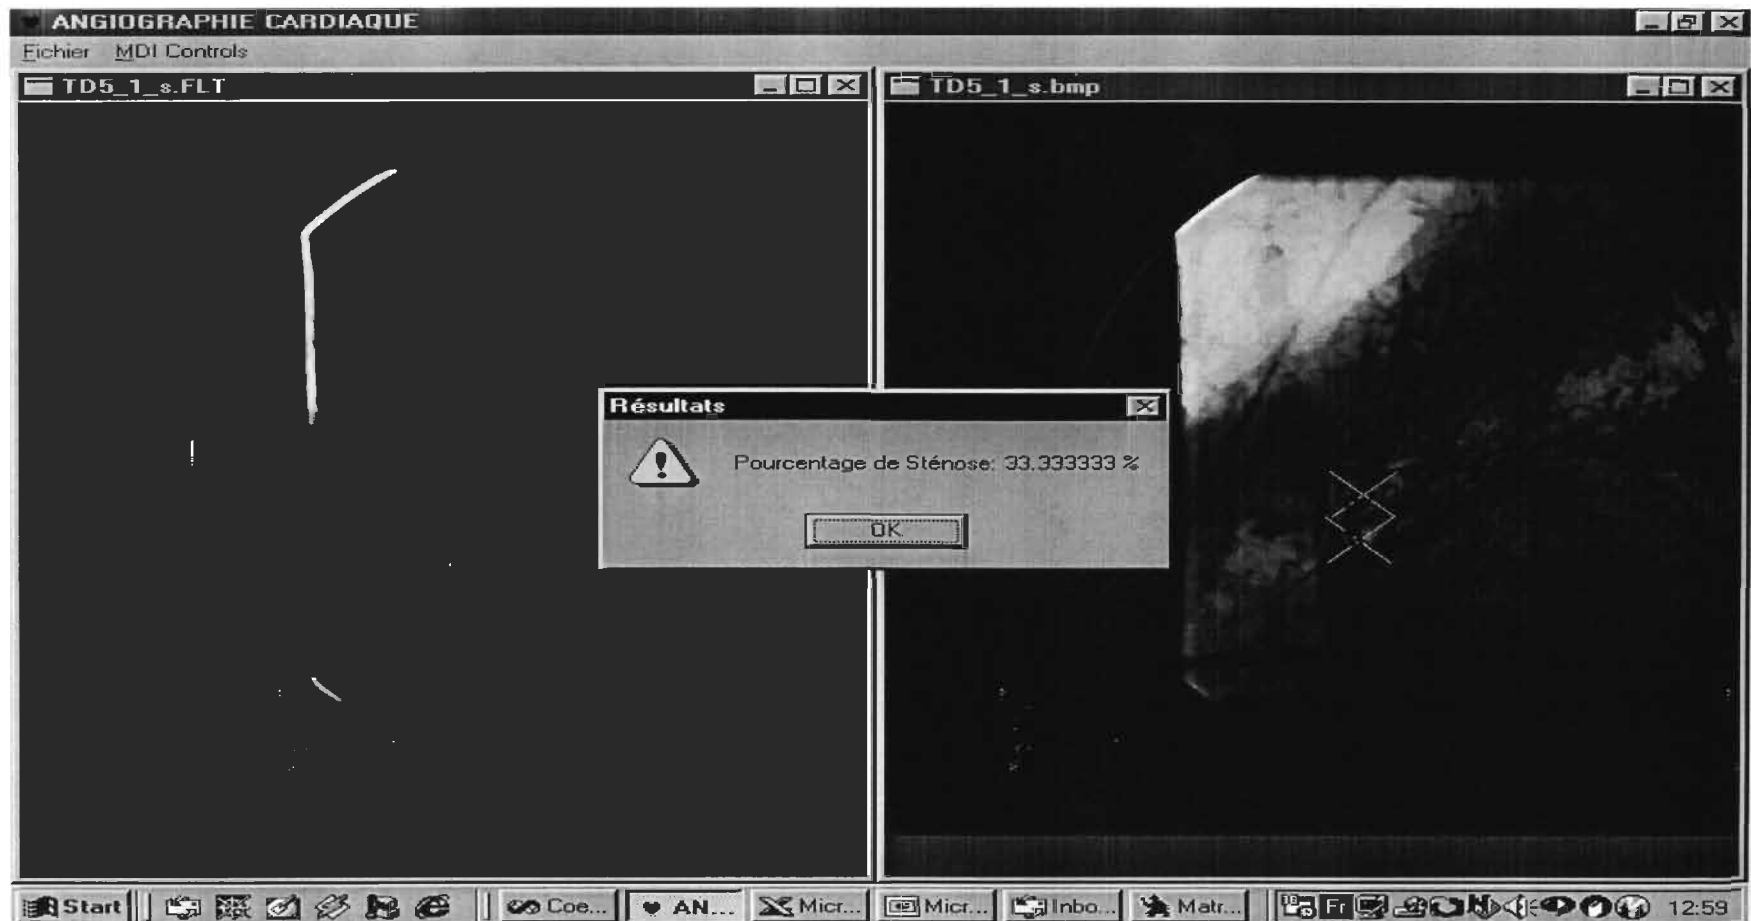 ANGIOGRAPHIE CARDIAQUE
Fichier MDI Controls
TD5_1_s.FLT
TD5_1_s.bmp
Résultats
Pourcentage de Sténose: 33.333333 %
OK
Start Coe... AN... Micr... Micr... Inbo... Matr... Fr 12:59